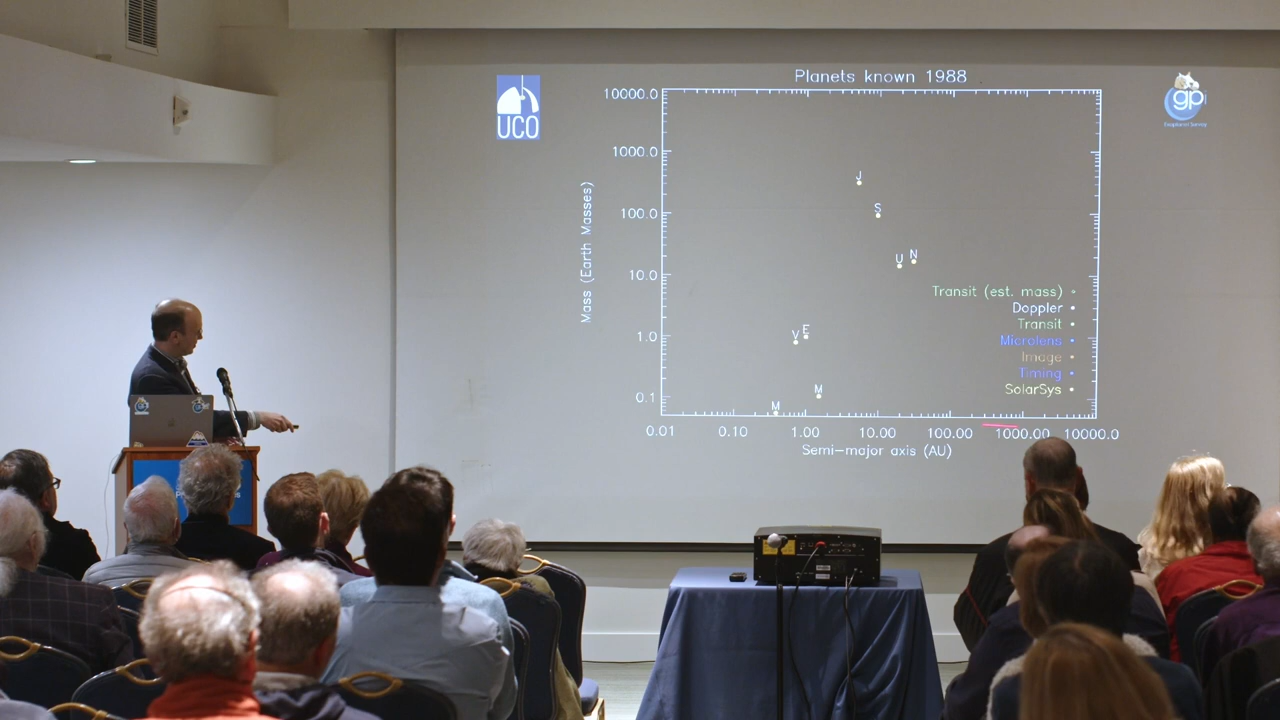 Planets known 1988
UCO
gpi
10000.0
1000.0
100.0
10.0
1.0
0.1
Mass (Earth Masses)
J
S
U N
V E
M
M
Transit (est. mass)
Doppler
Transit
Microlens
Image
Timing
SolarSys
0.01 0.10 1.00 10.00 100.00 1000.00 10000.0
Semi-major axis (AU)